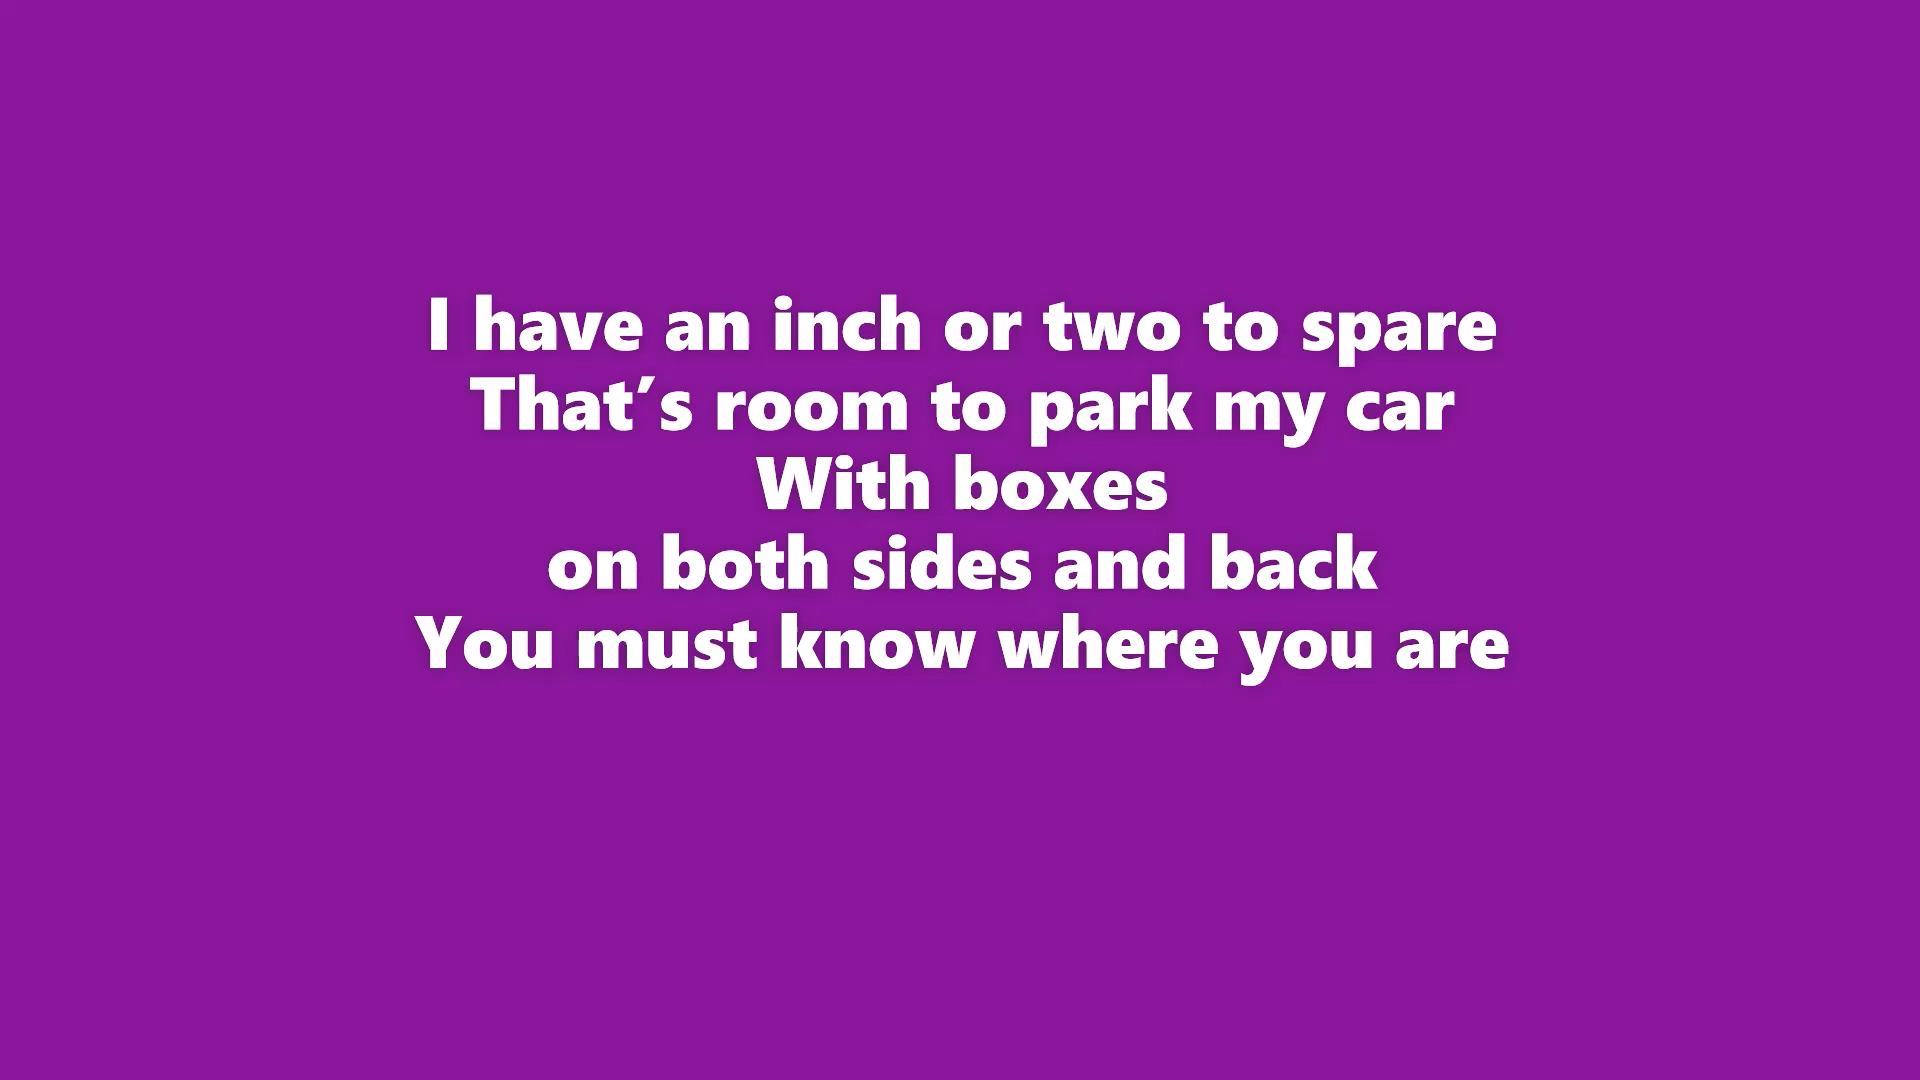 I have an inch or two to spare
That’s room to park my car
With boxes
on both sides and back
You must know where you are